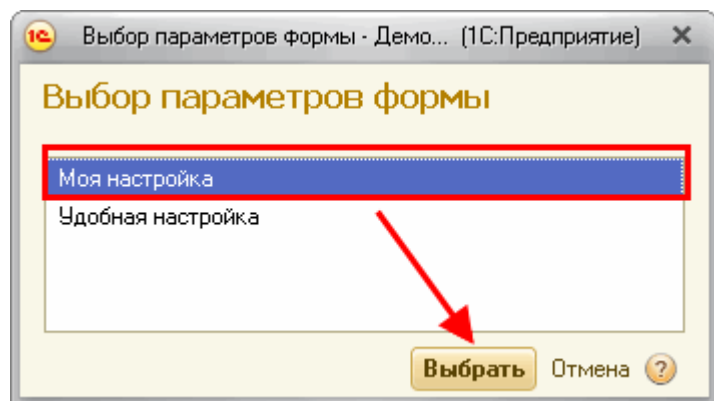 1С Выбор параметров формы - Демо... (1С:Предприятие)
Выбор параметров формы
Моя настройка
Удобная настройка
Выбрать Отмена ?